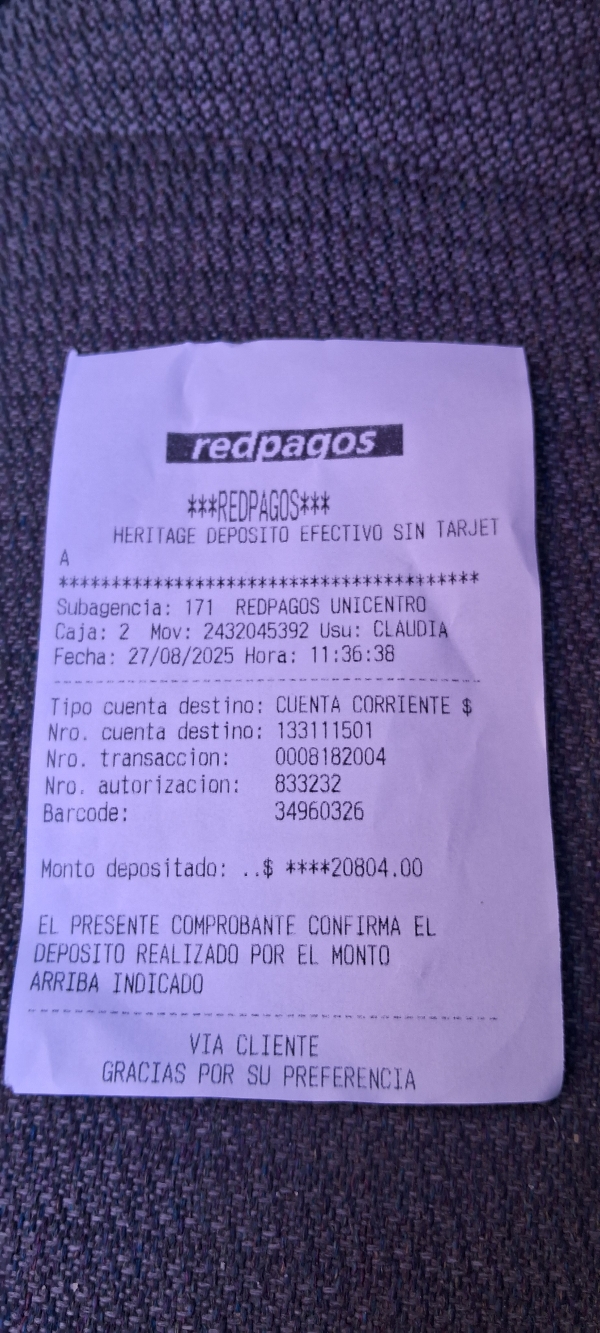 redpagos
***REDPAGOS***
HERITAGE DEPOSITO EFECTIVO SIN TARJET
A
****************************************
Subagencia: 171 REDPAGOS UNICENTRO
Caja: 2 Mov: 2432045392 Usu: CLAUDIA
Fecha: 27/08/2025 Hora: 11:36:38
----------------------------------------
Tipo cuenta destino: CUENTA CORRIENTE $
Nro. cuenta destino: 133111501
Nro. transaccion: 0008182004
Nro. autorizacion: 833232
Barcode: 34960326
Monto depositado: ..$ ****20804.00
EL PRESENTE COMPROBANTE CONFIRMA EL
DEPOSITO REALIZADO POR EL MONTO
ARRIBA INDICADO
----------------------------------------
VIA CLIENTE
GRACIAS POR SU PREFERENCIA